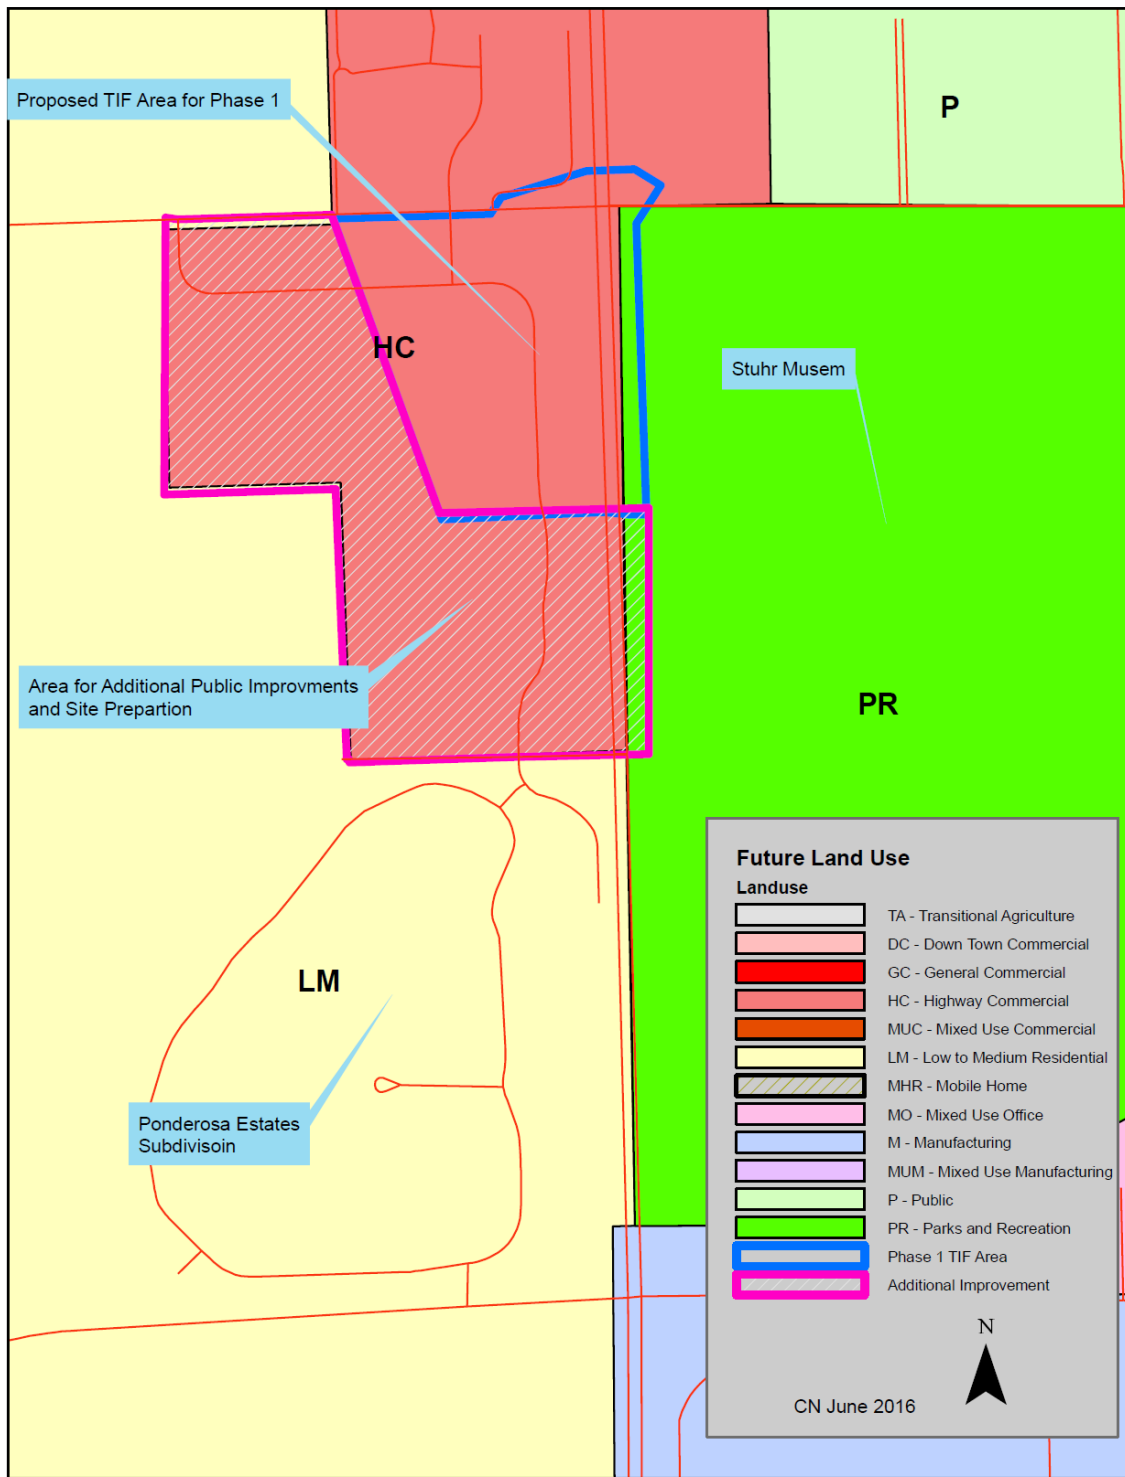 Proposed TIF Area for Phase 1
P
HC
Stuhr Musem
Area for Additional Public Improvments
and Site Prepartion
PR
LM
Ponderosa Estates
Subdivisoin
Future Land Use
Landuse
TA - Transitional Agriculture
DC - Down Town Commercial
GC - General Commercial
HC - Highway Commercial
MUC - Mixed Use Commercial
LM - Low to Medium Residential
MHR - Mobile Home
MO - Mixed Use Office
M - Manufacturing
MUM - Mixed Use Manufacturing
P - Public
PR - Parks and Recreation
Phase 1 TIF Area
Additional Improvement
N
CN June 2016